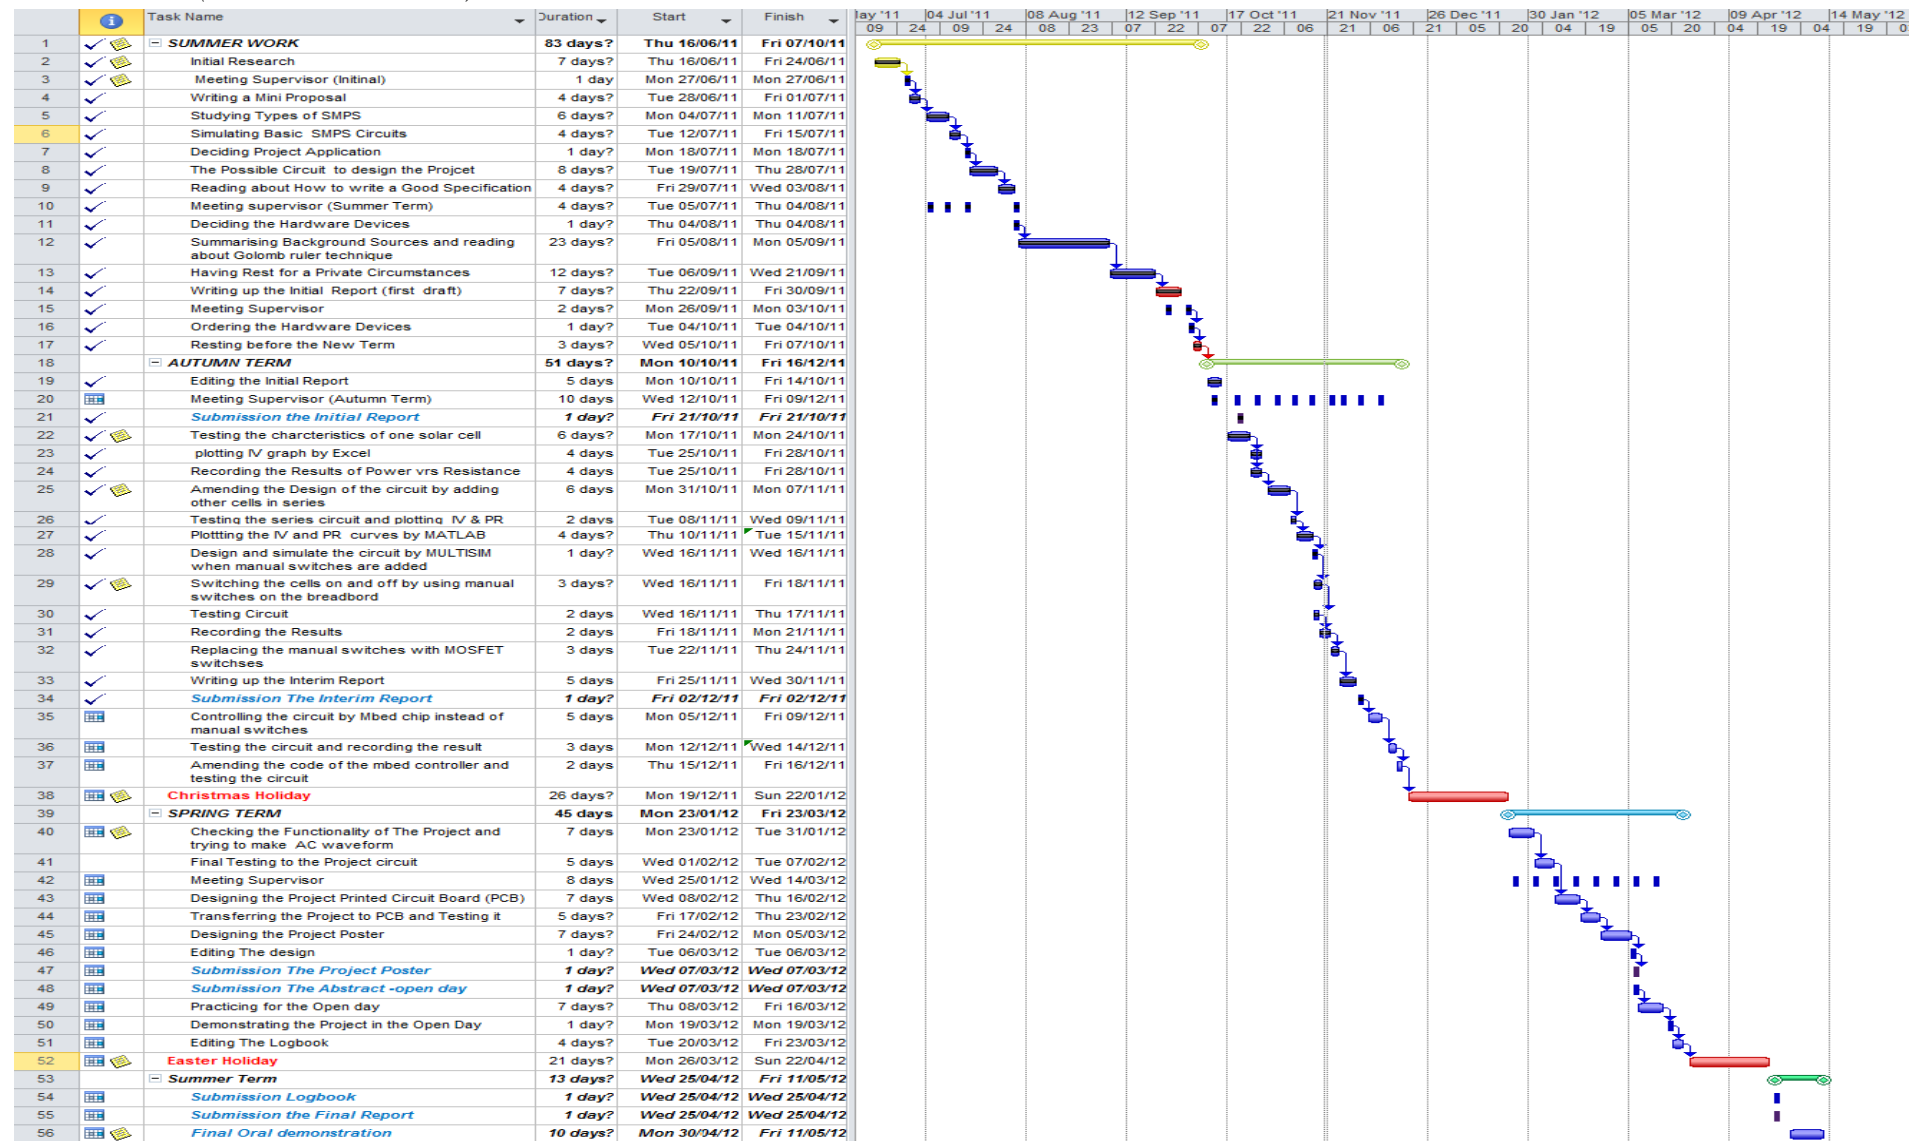 Task Name Duration Start Finish
May '11 04 Jul '11 08 Aug '11 12 Sep '11 17 Oct '11 21 Nov '11 26 Dec '11 30 Jan '12 05 Mar '12 09 Apr '12 14 May '12
09 24 09 24 08 23 07 22 07 22 06 21 06 21 05 20 04 19 05 20 04 19 04 19
1 SUMMER WORK 83 days? Thu 16/06/11 Fri 07/10/11
2 Initial Research 7 days? Thu 16/06/11 Fri 24/06/11
3 Meeting Supervisor (Initinal) 1 day Mon 27/06/11 Mon 27/06/11
4 Writing a Mini Proposal 4 days? Tue 28/06/11 Fri 01/07/11
5 Studying Types of SMPS 6 days? Mon 04/07/11 Mon 11/07/11
6 Simulating Basic SMPS Circuits 4 days? Tue 12/07/11 Fri 15/07/11
7 Deciding Project Application 1 day? Mon 18/07/11 Mon 18/07/11
8 The Possible Circuit to design the Projcet 8 days? Tue 19/07/11 Thu 28/07/11
9 Reading about How to write a Good Specification 4 days? Fri 29/07/11 Wed 03/08/11
10 Meeting supervisor (Summer Term) 4 days? Tue 05/07/11 Thu 04/08/11
11 Deciding the Hardware Devices 1 day? Thu 04/08/11 Thu 04/08/11
12 Summarising Background Sources and reading 23 days? Fri 05/08/11 Mon 05/09/11
about Golomb ruler technique
13 Having Rest for a Private Circumstances 12 days? Tue 06/09/11 Wed 21/09/11
14 Writing up the Initial Report (first draft) 7 days? Thu 22/09/11 Fri 30/09/11
15 Meeting Supervisor 2 days? Mon 26/09/11 Mon 03/10/11
16 Ordering the Hardware Devices 1 day? Tue 04/10/11 Tue 04/10/11
17 Resting before the New Term 3 days? Wed 05/10/11 Fri 07/10/11
18 AUTUMN TERM 51 days? Mon 10/10/11 Fri 16/12/11
19 Editing the Initial Report 5 days Mon 10/10/11 Fri 14/10/11
20 Meeting Supervisor (Autumn Term) 10 days Wed 12/10/11 Fri 09/12/11
21 Submission the Initial Report 1 day? Fri 21/10/11 Fri 21/10/11
22 Testing the charcteristics of one solar cell 6 days? Mon 17/10/11 Mon 24/10/11
23 plotting IV graph by Excel 4 days Tue 25/10/11 Fri 28/10/11
24 Recording the Results of Power vrs Resistance 4 days Tue 25/10/11 Fri 28/10/11
25 Amending the Design of the circuit by adding 6 days Mon 31/10/11 Mon 07/11/11
other cells in series
26 Testing the series circuit and plotting IV & PR 2 days Tue 08/11/11 Wed 09/11/11
27 Plottting the IV and PR curves by MATLAB 4 days? Thu 10/11/11 Tue 15/11/11
28 Design and simulate the circuit by MULTISIM 1 day? Wed 16/11/11 Wed 16/11/11
when manual switches are added
29 Switching the cells on and off by using manual 3 days? Wed 16/11/11 Fri 18/11/11
switches on the breadbord
30 Testing Circuit 2 days Wed 16/11/11 Thu 17/11/11
31 Recording the Results 2 days Fri 18/11/11 Mon 21/11/11
32 Replacing the manual switches with MOSFET 3 days Tue 22/11/11 Thu 24/11/11
switchses
33 Writing up the Interim Report 5 days Fri 25/11/11 Wed 30/11/11
34 Submission The Interim Report 1 day? Fri 02/12/11 Fri 02/12/11
35 Controlling the circuit by Mbed chip instead of 5 days Mon 05/12/11 Fri 09/12/11
manual switches
36 Testing the circuit and recording the result 3 days Mon 12/12/11 Wed 14/12/11
37 Amending the code of the mbed controller and 2 days Thu 15/12/11 Fri 16/12/11
testing the circuit
38 Christmas Holiday 26 days? Mon 19/12/11 Sun 22/01/12
39 SPRING TERM 45 days Mon 23/01/12 Fri 23/03/12
40 Checking the Functionality of The Project and 7 days Mon 23/01/12 Tue 31/01/12
trying to make AC waveform
41 Final Testing to the Project circuit 5 days Wed 01/02/12 Tue 07/02/12
42 Meeting Supervisor 8 days Wed 25/01/12 Wed 14/03/12
43 Designing the Project Printed Circuit Board (PCB) 7 days Wed 08/02/12 Thu 16/02/12
44 Transferring the Project to PCB and Testing it 5 days? Fri 17/02/12 Thu 23/02/12
45 Designing the Project Poster 7 days? Fri 24/02/12 Mon 05/03/12
46 Editing The design 1 day? Tue 06/03/12 Tue 06/03/12
47 Submission The Project Poster 1 day? Wed 07/03/12 Wed 07/03/12
48 Submission The Abstract -open day 1 day? Wed 07/03/12 Wed 07/03/12
49 Practicing for the Open day 7 days? Thu 08/03/12 Fri 16/03/12
50 Demonstrating the Project in the Open Day 1 day? Mon 19/03/12 Mon 19/03/12
51 Editing The Logbook 4 days? Tue 20/03/12 Fri 23/03/12
52 Easter Holiday 21 days? Mon 26/03/12 Sun 22/04/12
53 Summer Term 13 days? Wed 25/04/12 Fri 11/05/12
54 Submission Logbook 1 day? Wed 25/04/12 Wed 25/04/12
55 Submission the Final Report 1 day? Wed 25/04/12 Wed 25/04/12
56 Final Oral demonstration 10 days? Mon 30/04/12 Fri 11/05/12